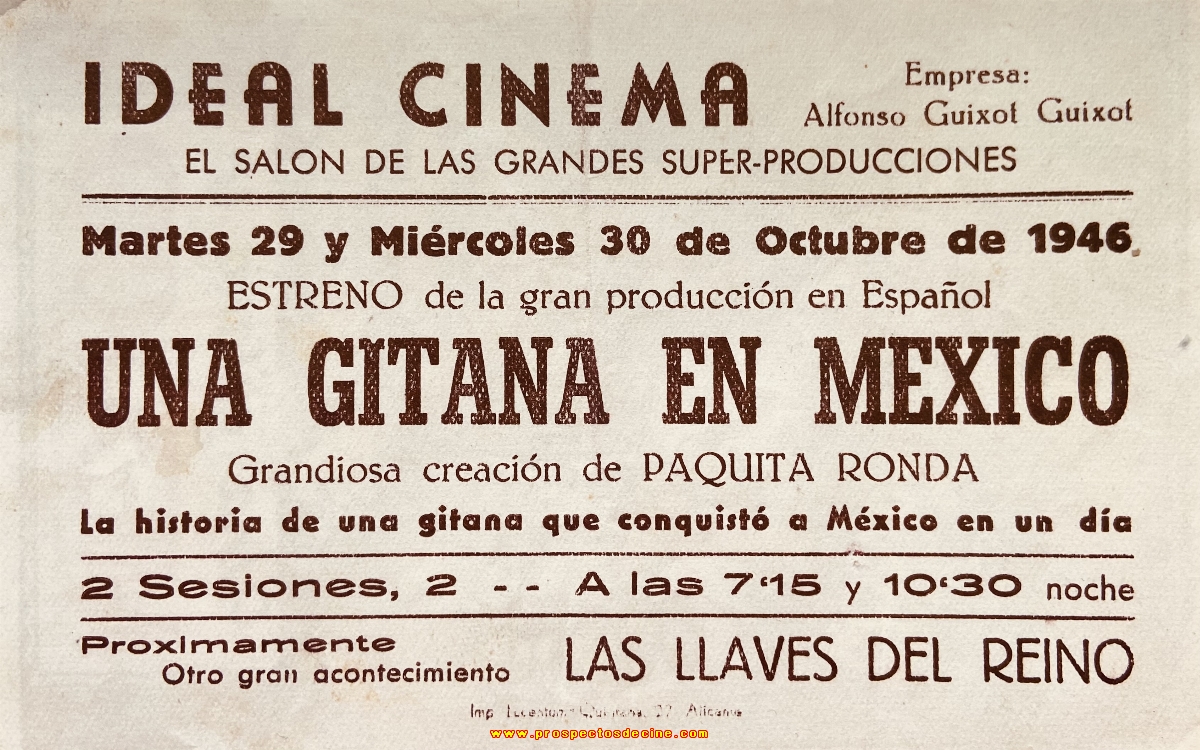 IDEAL CINEMA
Empresa:
Alfonso Guixot Guixot
EL SALON DE LAS GRANDES SUPER-PRODUCCIONES
Martes 29 y Miércoles 30 de Octubre de 1946.
ESTRENO de la gran producción en Español
UNA GITANA EN MEXICO
Grandiosa creación de PAQUITA RONDA
La historia de una gitana que conquistó a México en un día
2 Sesiones, 2 - - A las 7‘15 y 10‘30 noche
Proximamente
Otro gran acontecimiento
LAS LLAVES DEL REINO
Imp Alicante
www.prospectosdecine.com